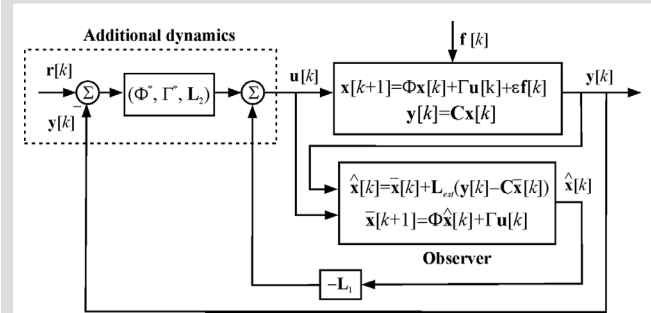 Additional dynamics
f[k]
r[k]
u[k]
y[k]
Σ
(Φ*, Γ*, L₂)
Σ
x[k+1]=Φx[k]+Γu[k]+εf[k]
y[k]=Cx[k]
y[k]
−
x̂[k]=x̄[k]+Lₑₛₜ(y[k]−Cx̄[k])
x̄[k+1]=Φx̂[k]+Γu[k]
x̂[k]
Observer
−L₁